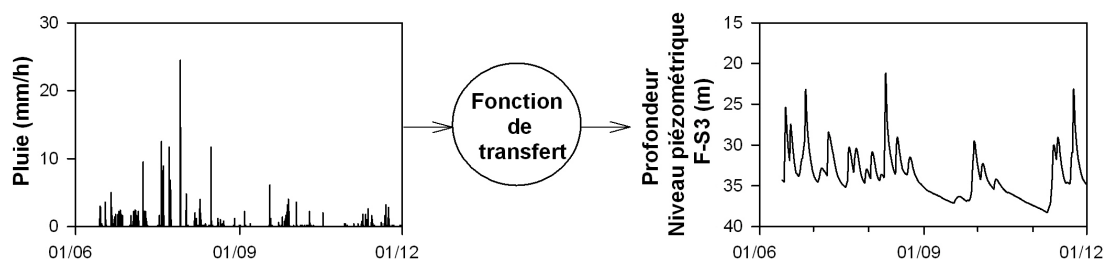 Pluie (mm/h)
30
20
10
0
01/06
01/09
01/12
Fonction
de
transfert
Profondeur
Niveau piézométrique
F-S3 (m)
15
20
25
30
35
40
01/06
01/09
01/12